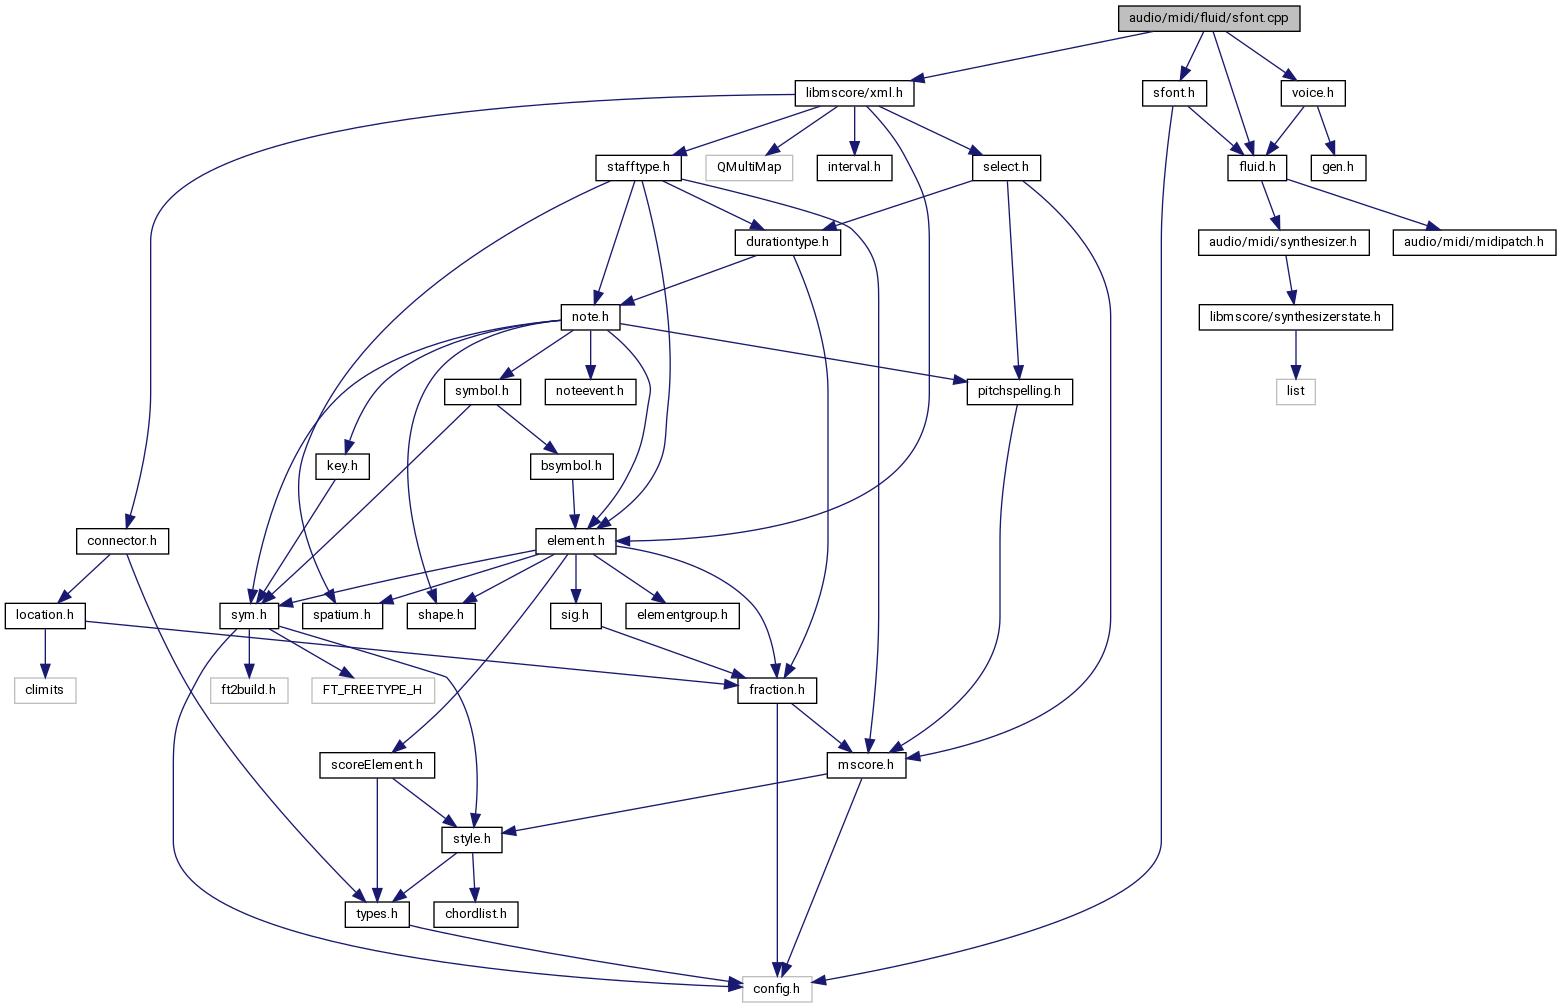 audio/midi/fluid/sfont.cpp
libmscore/xml.h
sfont.h
voice.h
stafftype.h
QMultiMap
interval.h
select.h
fluid.h
gen.h
durationtype.h
audio/midi/synthesizer.h
audio/midi/midipatch.h
note.h
libmscore/synthesizerstate.h
symbol.h
noteevent.h
pitchspelling.h
list
key.h
bsymbol.h
connector.h
element.h
location.h
sym.h
spatium.h
shape.h
sig.h
elementgroup.h
climits
ft2build.h
FT_FREETYPE_H
fraction.h
scoreElement.h
mscore.h
style.h
types.h
chordlist.h
config.h